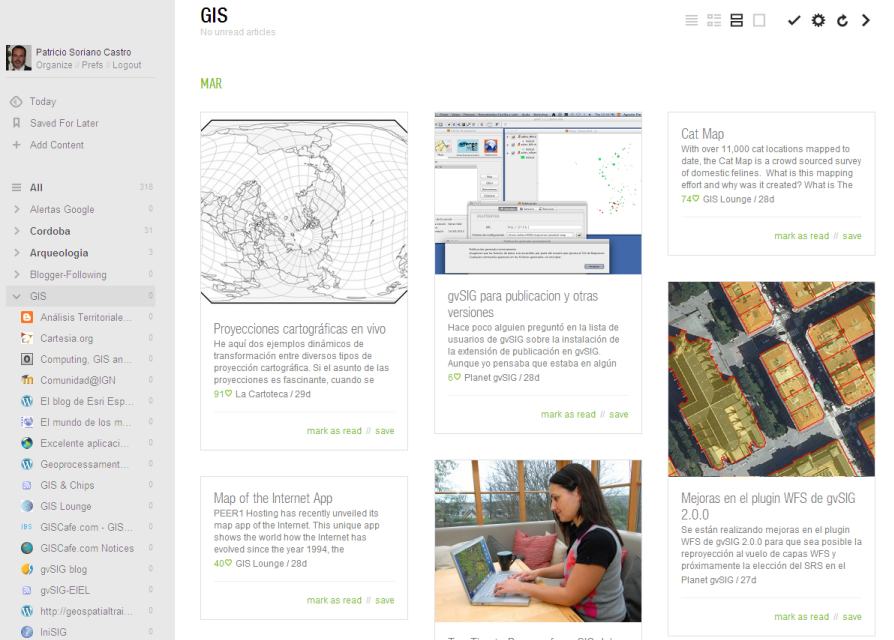 Patricio Soriano Castro
Organize // Prefs // Logout
Today
Saved For Later
Add Content
All 318
Alertas Google 0
Cordoba 31
Arqueologia 3
Blogger-Following 0
GIS 0
Análisis Territoriale... 0
Cartesia.org 0
Computing, GIS an... 0
Comunidad@IGN 0
El blog de Esri Esp... 0
El mundo de los m... 0
Excelente aplicaci... 0
Geoprocessament... 0
GIS & Chips 0
GIS Lounge 0
IBS GISCafe.com - GIS... 0
GISCafe.com Notices 0
gvSIG blog 0
gvSIG-EIEL 0
http://geospatialtrai... 0
IniSIG 0
GIS
No unread articles
MAR
Proyecciones cartográficas en vivo
He aquí dos ejemplos dinámicos de
transformación entre diversos tipos de
proyección cartográfica. Si el asunto de las
proyecciones es fascinante, cuando se
91 La Cartoteca / 29d
mark as read // save
Map of the Internet App
PEER1 Hosting has recently unveiled its
map app of the Internet. This unique app
shows the world how the Internet has
evolved since the year 1994, the
40 GIS Lounge / 28d
mark as read // save
gvSIG para publicacion y otras
versiones
Hace poco alguien preguntó en la lista de
usuarios de gvSIG sobre la instalación de
la extensión de publicación en gvSIG.
Aunque yo pensaba que estaba en algún
6 Planet gvSIG / 28d
mark as read // save
Cat Map
With over 11,000 cat locations mapped to
date, the Cat Map is a crowd sourced survey
of domestic felines. What is this mapping
effort and why was it created? What is The
74 GIS Lounge / 28d
mark as read // save
Mejoras en el plugin WFS de gvSIG
2.0.0
Se están realizando mejoras en el plugin
WFS de gvSIG 2.0.0 para que sea posible la
reproyección al vuelo de capas WFS y
próximamente la elección del SRS en el
Planet gvSIG / 27d
mark as read // save